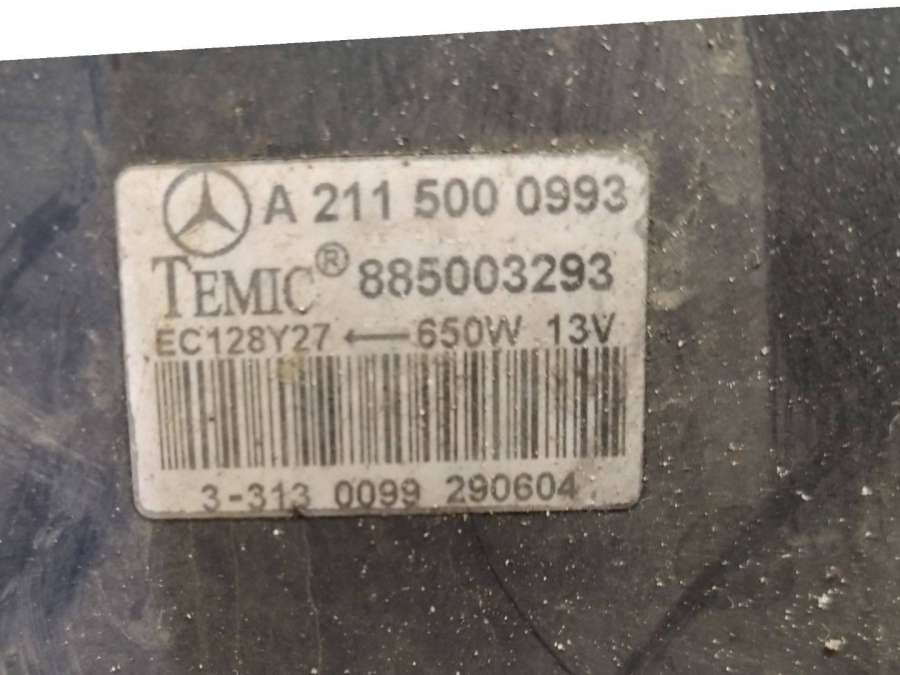 A 211 500 0993
TEMIC® 885003293
EC128Y27 ←650W 13V
3-313 0099 290604